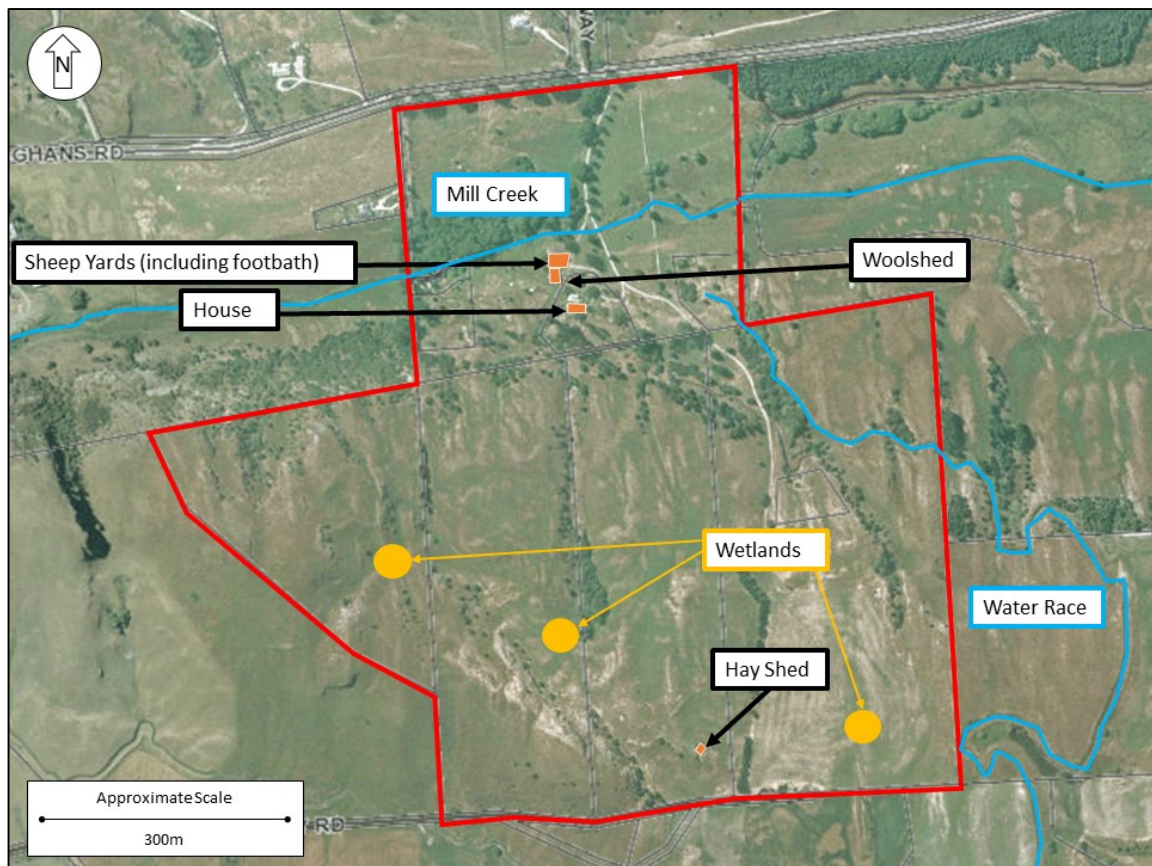 N
WAY
GHANS RD
Mill Creek
Sheep Yards (including footbath)
Woolshed
House
Wetlands
Water Race
Hay Shed
Approximate Scale
300m
RD